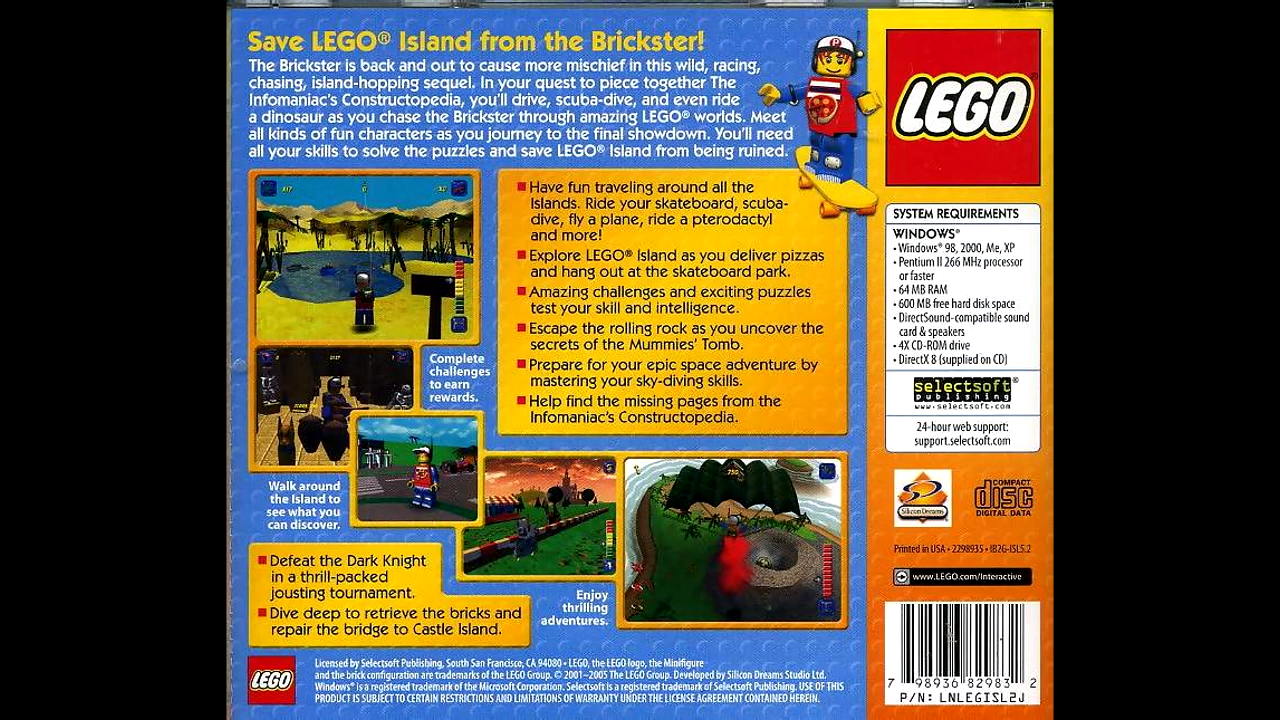 Save LEGO® Island from the Brickster!
The Brickster is back and out to cause more mischief in this wild, racing,
chasing, island-hopping sequel. In your quest to piece together The
Infomaniac's Constructopedia, you'll drive, scuba-dive, and even ride
a dinosaur as you chase the Brickster through amazing LEGO® worlds. Meet
all kinds of fun characters as you journey to the final showdown. You'll need
all your skills to solve the puzzles and save LEGO® Island from being ruined.
Have fun traveling around all the
Islands. Ride your skateboard, scuba-
dive, fly a plane, ride a pterodactyl
and more!
Explore LEGO® Island as you deliver pizzas
and hang out at the skateboard park.
Amazing challenges and exciting puzzles
test your skill and intelligence.
Escape the rolling rock as you uncover the
secrets of the Mummies' Tomb.
Prepare for your epic space adventure by
mastering your sky-diving skills.
Help find the missing pages from the
Infomaniac's Constructopedia.
Complete
challenges
to earn
rewards.
Walk around
the Island to
see what you
can discover.
Defeat the Dark Knight
in a thrill-packed
jousting tournament.
Dive deep to retrieve the bricks and
repair the bridge to Castle Island.
Enjoy
thrilling
adventures.
750
P
LEGO
Licensed by Selectsoft Publishing, South San Francisco, CA 94080 • LEGO, the LEGO logo, the Minifigure
and the brick configuration are trademarks of the LEGO Group. © 2001-2005 The LEGO Group. Developed by Silicon Dreams Studio Ltd.
Windows® is a registered trademark of the Microsoft Corporation. Selectsoft is a registered trademark of Selectsoft Publishing. USE OF THIS
PRODUCT IS SUBJECT TO CERTAIN RESTRICTIONS AND LIMITATIONS OF WARRANTY UNDER THE LICENSE AGREEMENT CONTAINED HEREIN.
LEGO®
SYSTEM REQUIREMENTS
WINDOWS®
• Windows® 98, 2000, Me, XP
• Pentium II 266 MHz processor
or faster
• 64 MB RAM
• 600 MB free hard disk space
• DirectSound-compatible sound
card & speakers
• 4X CD-ROM drive
• DirectX 8 (supplied on CD)
selectsoft®
publishing
www.selectsoft.com
24-hour web support:
support.selectsoft.com
Silicon Dreams
COMPACT
disc
DIGITAL DATA
Printed in USA • 2298935 • IB2G-ISL5.2
www.LEGO.com/Interactive
7 98936 82983 2
P/N: LNLEGISL2J